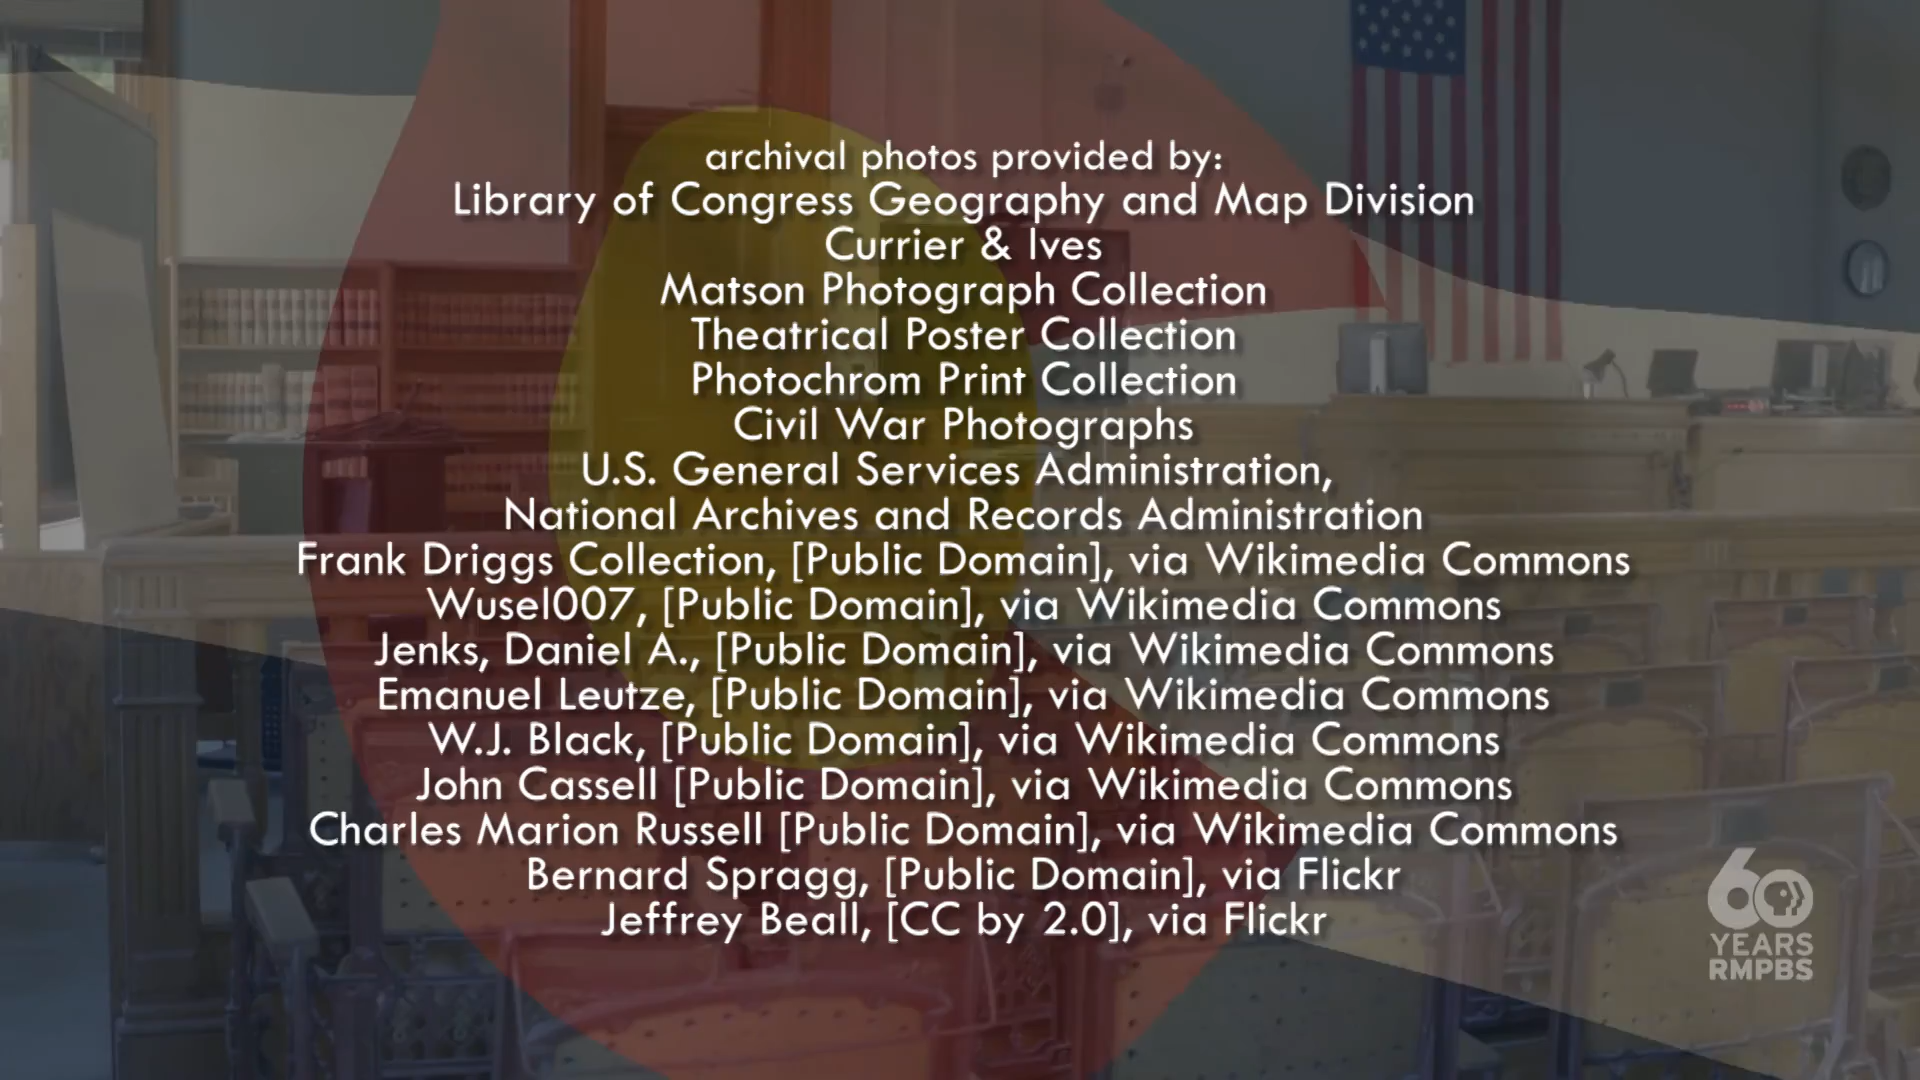 archival photos provided by:
Library of Congress Geography and Map Division
Currier & Ives
Matson Photograph Collection
Theatrical Poster Collection
Photochrom Print Collection
Civil War Photographs
U.S. General Services Administration,
National Archives and Records Administration
Frank Driggs Collection, [Public Domain], via Wikimedia Commons
Wusel007, [Public Domain], via Wikimedia Commons
Jenks, Daniel A., [Public Domain], via Wikimedia Commons
Emanuel Leutze, [Public Domain], via Wikimedia Commons
W.J. Black, [Public Domain], via Wikimedia Commons
John Cassell [Public Domain], via Wikimedia Commons
Charles Marion Russell [Public Domain], via Wikimedia Commons
Bernard Spragg, [Public Domain], via Flickr
Jeffrey Beall, [CC by 2.0], via Flickr
60
YEARS
RMPBS